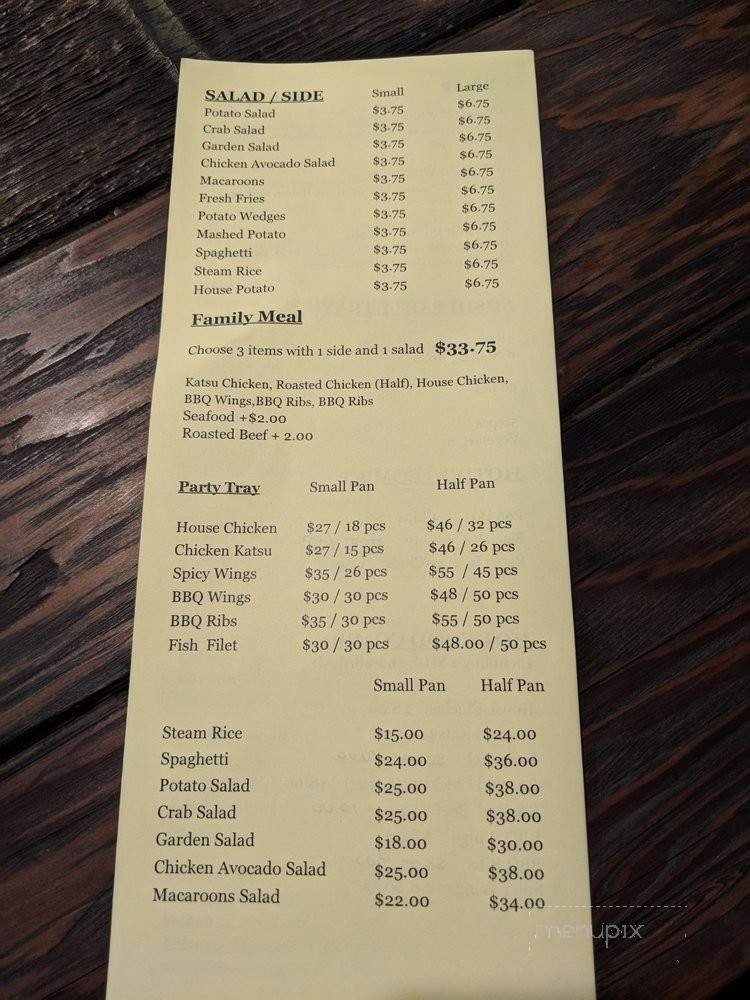 SALAD / SIDE Small Large
Potato Salad $3.75 $6.75
Crab Salad $3.75 $6.75
Garden Salad $3.75 $6.75
Chicken Avocado Salad $3.75 $6.75
Macaroons $3.75 $6.75
Fresh Fries $3.75 $6.75
Potato Wedges $3.75 $6.75
Mashed Potato $3.75 $6.75
Spaghetti $3.75 $6.75
Steam Rice $3.75 $6.75
House Potato $3.75 $6.75
Family Meal
Choose 3 items with 1 side and 1 salad $33.75
Katsu Chicken, Roasted Chicken (Half), House Chicken,
BBQ Wings,BBQ Ribs, BBQ Ribs
Seafood +$2.00
Roasted Beef + 2.00
Party Tray Small Pan Half Pan
House Chicken $27 / 18 pcs $46 / 32 pcs
Chicken Katsu $27 / 15 pcs $46 / 26 pcs
Spicy Wings $35 / 26 pcs $55 / 45 pcs
BBQ Wings $30 / 30 pcs $48 / 50 pcs
BBQ Ribs $35 / 30 pcs $55 / 50 pcs
Fish Filet $30 / 30 pcs $48.00 / 50 pcs
Small Pan Half Pan
Steam Rice $15.00 $24.00
Spaghetti $24.00 $36.00
Potato Salad $25.00 $38.00
Crab Salad $25.00 $38.00
Garden Salad $18.00 $30.00
Chicken Avocado Salad $25.00 $38.00
Macaroons Salad $22.00 $34.00
menupix